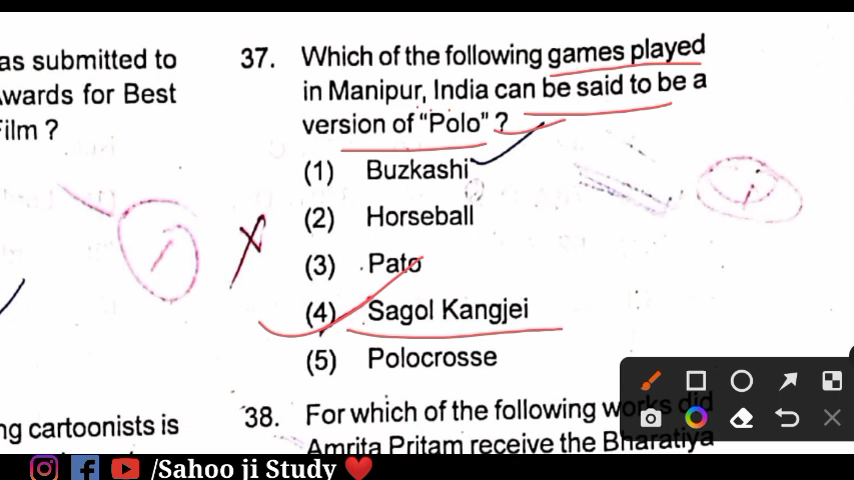 as submitted to
Awards for Best
Film ?
ng cartoonists is
37. Which of the following games played
in Manipur, India can be said to be a
version of “Polo” ?
(1) Buzkashi
(2) Horseball
(3) Pato
(4) Sagol Kangjei
(5) Polocrosse
38. For which of the following works did
Amrita Pritam receive the Bharatiya
/Sahoo ji Study